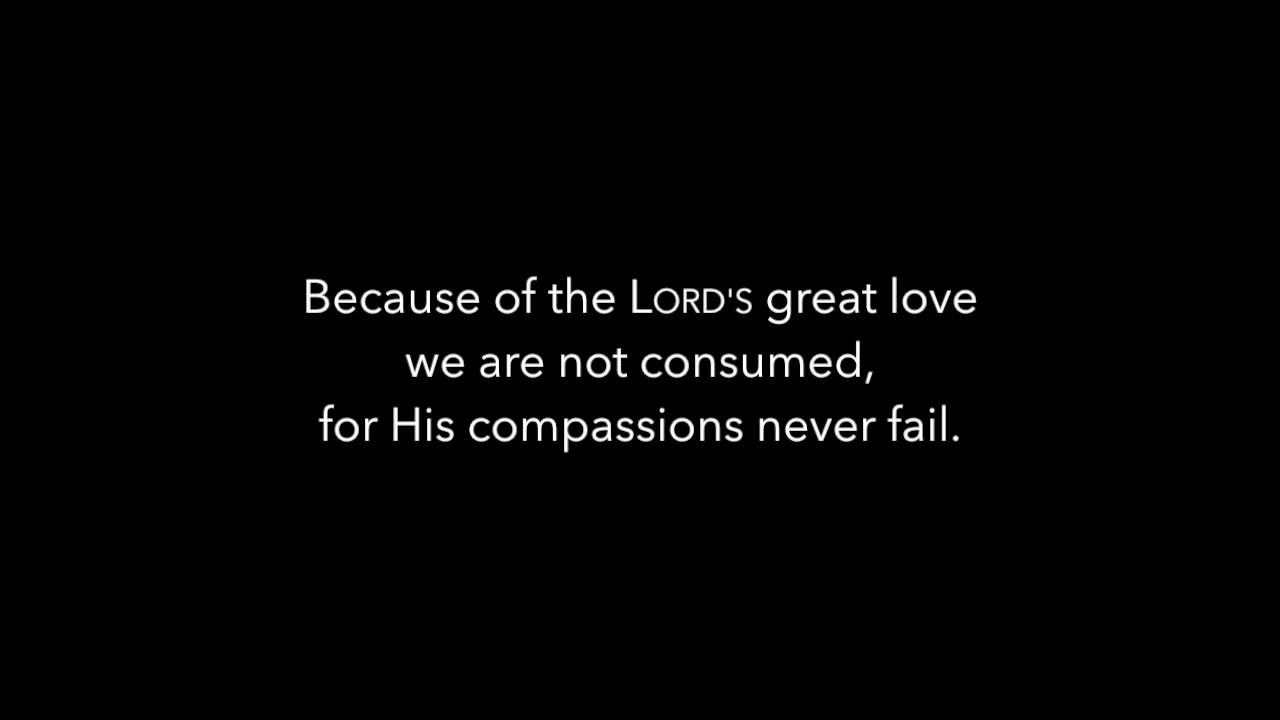 Because of the LORD'S great love
we are not consumed,
for His compassions never fail.